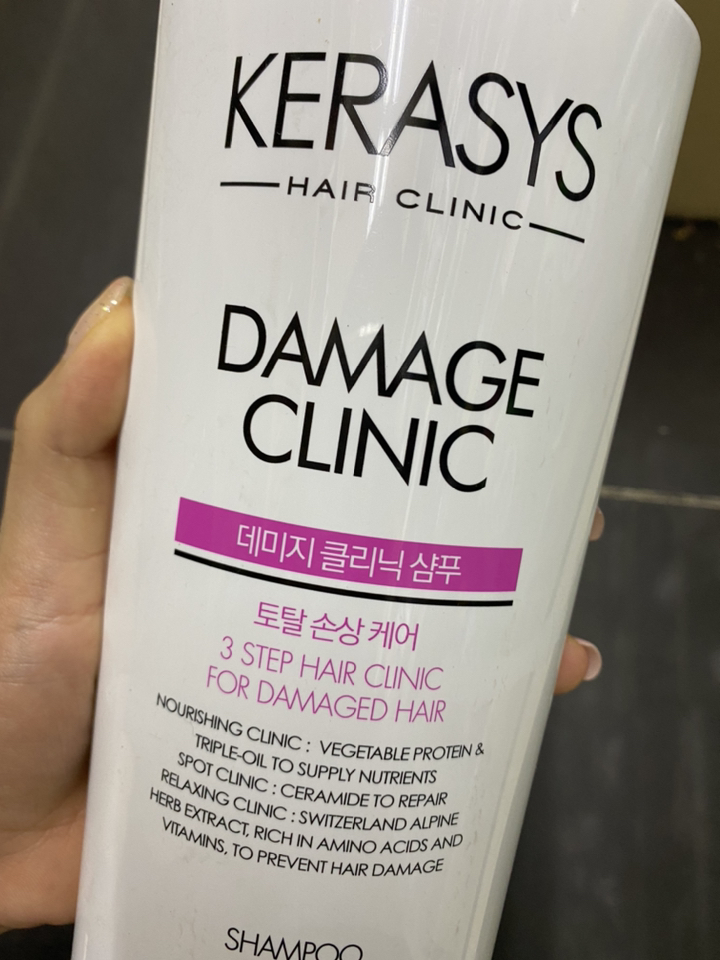 KERASYS
HAIR CLINIC
DAMAGE
CLINIC
데미지 클리닉 샴푸
토탈 손상 케어
3 STEP HAIR CLINIC
FOR DAMAGED HAIR
NOURISHING CLINIC : VEGETABLE PROTEIN &
TRIPLE-OIL TO SUPPLY NUTRIENTS
SPOT CLINIC : CERAMIDE TO REPAIR
RELAXING CLINIC : SWITZERLAND ALPINE
HERB EXTRACT, RICH IN AMINO ACIDS AND
VITAMINS, TO PREVENT HAIR DAMAGE
SHAMPOO